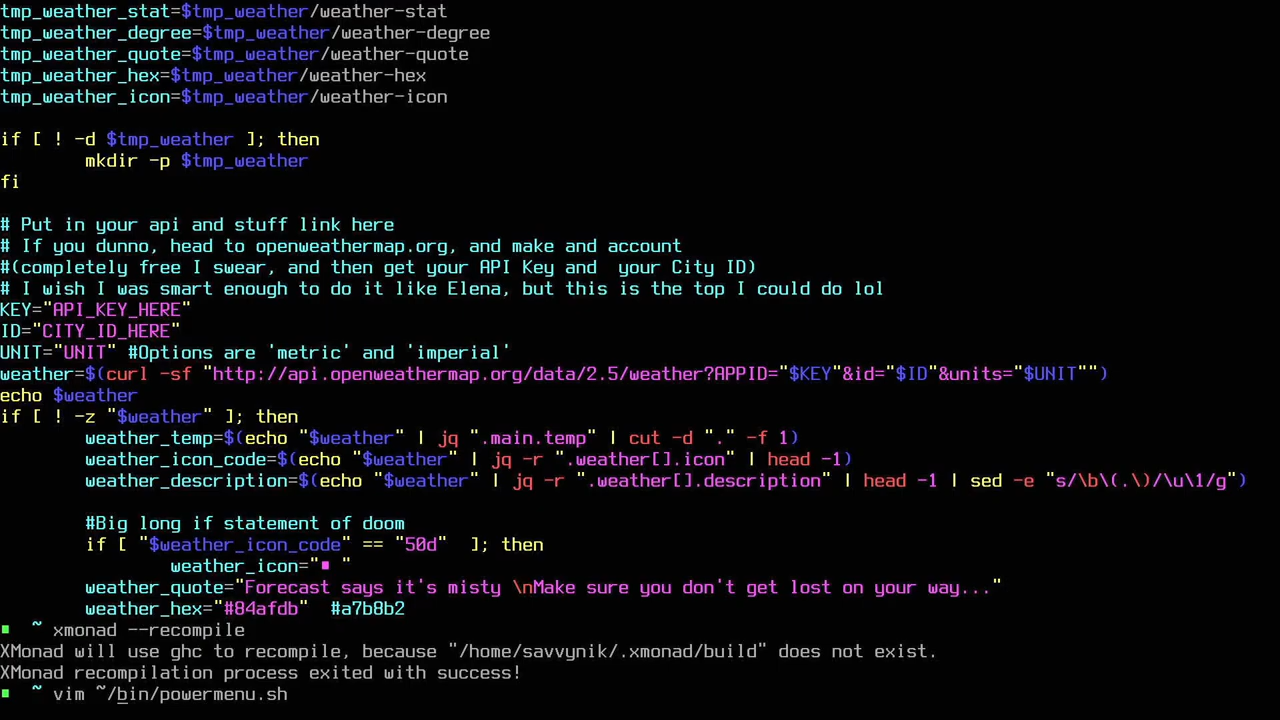 tmp_weather_stat=$tmp_weather/weather-stat
tmp_weather_degree=$tmp_weather/weather-degree
tmp_weather_quote=$tmp_weather/weather-quote
tmp_weather_hex=$tmp_weather/weather-hex
tmp_weather_icon=$tmp_weather/weather-icon
if [ ! -d $tmp_weather ]; then
        mkdir -p $tmp_weather
fi
# Put in your api and stuff link here
# If you dunno, head to openweathermap.org, and make and account
#(completely free I swear, and then get your API Key and  your City ID)
# I wish I was smart enough to do it like Elena, but this is the top I could do lol
KEY="API_KEY_HERE"
ID="CITY_ID_HERE"
UNIT="UNIT" #Options are 'metric' and 'imperial'
weather=$(curl -sf "http://api.openweathermap.org/data/2.5/weather?APPID="$KEY"&id="$ID"&units="$UNIT"")
echo $weather
if [ ! -z "$weather" ]; then
        weather_temp=$(echo "$weather" | jq ".main.temp" | cut -d "." -f 1)
        weather_icon_code=$(echo "$weather" | jq -r ".weather[].icon" | head -1)
        weather_description=$(echo "$weather" | jq -r ".weather[].description" | head -1 | sed -e "s/\b\(.\)/\u\1/g")
        #Big long if statement of doom
        if [ "$weather_icon_code" == "50d"  ]; then
                weather_icon=" "
        weather_quote="Forecast says it's misty \nMake sure you don't get lost on your way..."
        weather_hex="#84afdb"  #a7b8b2
~ xmonad --recompile
XMonad will use ghc to recompile, because "/home/savvynik/.xmonad/build" does not exist.
XMonad recompilation process exited with success!
~ vim ~/bin/powermenu.sh